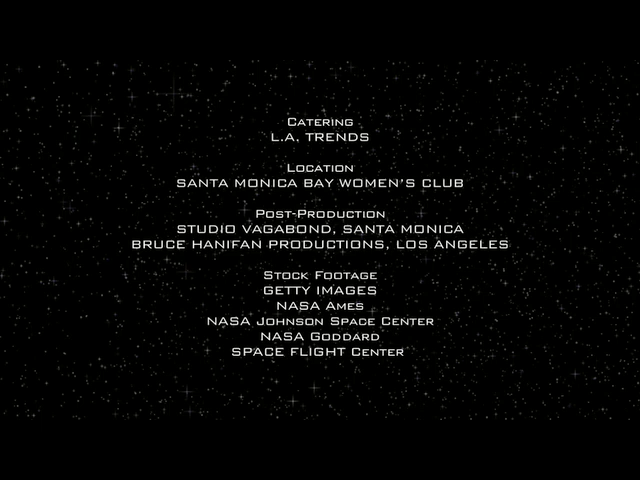 Catering
L.A. TRENDS
Location
SANTA MONICA BAY WOMEN'S CLUB
Post-Production
STUDIO VAGABOND, SANTA MONICA
BRUCE HANIFAN PRODUCTIONS, LOS ANGELES
Stock Footage
GETTY IMAGES
NASA Ames
NASA Johnson Space Center
NASA Goddard
SPACE FLIGHT Center